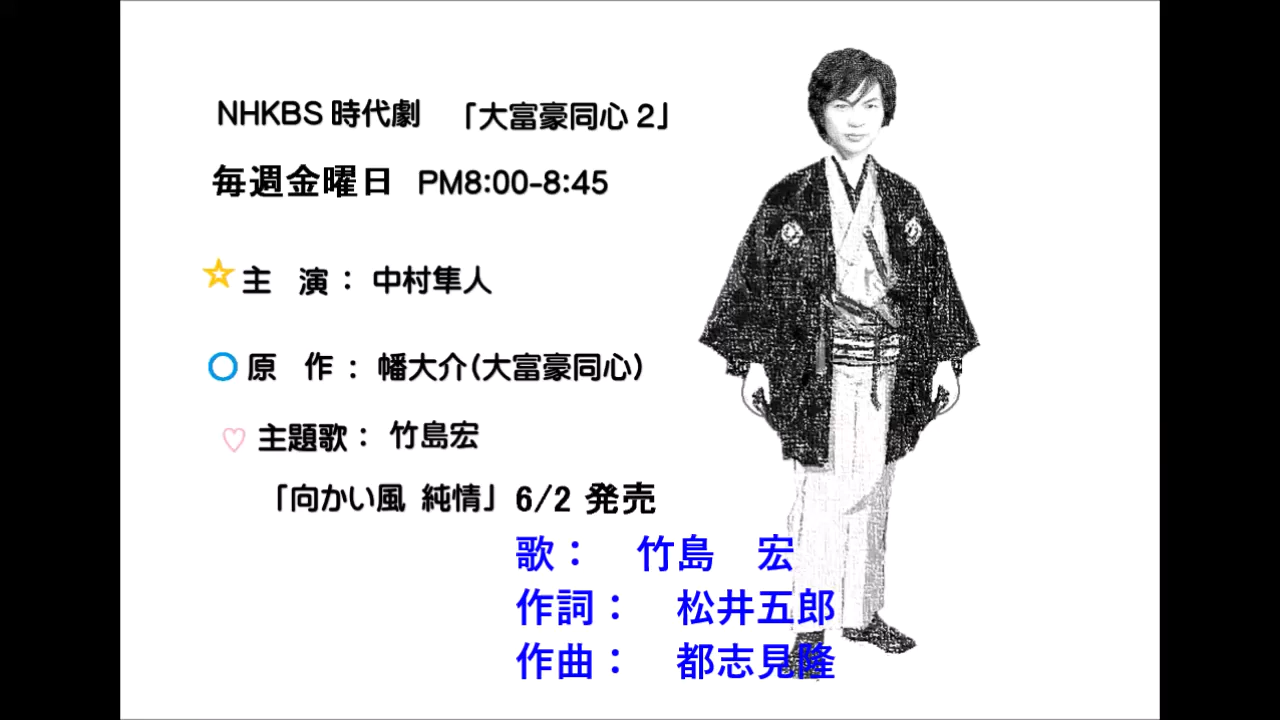 NHKBS 時代劇 「大富豪同心 2」
毎週金曜日 PM8:00-8:45
☆ 主 演： 中村隼人
○ 原 作： 幡大介(大富豪同心)
♡ 主題歌： 竹島宏
「向かい風 純情」 6/2 発売
歌： 竹島 宏
作詞： 松井五郎
作曲： 都志見隆